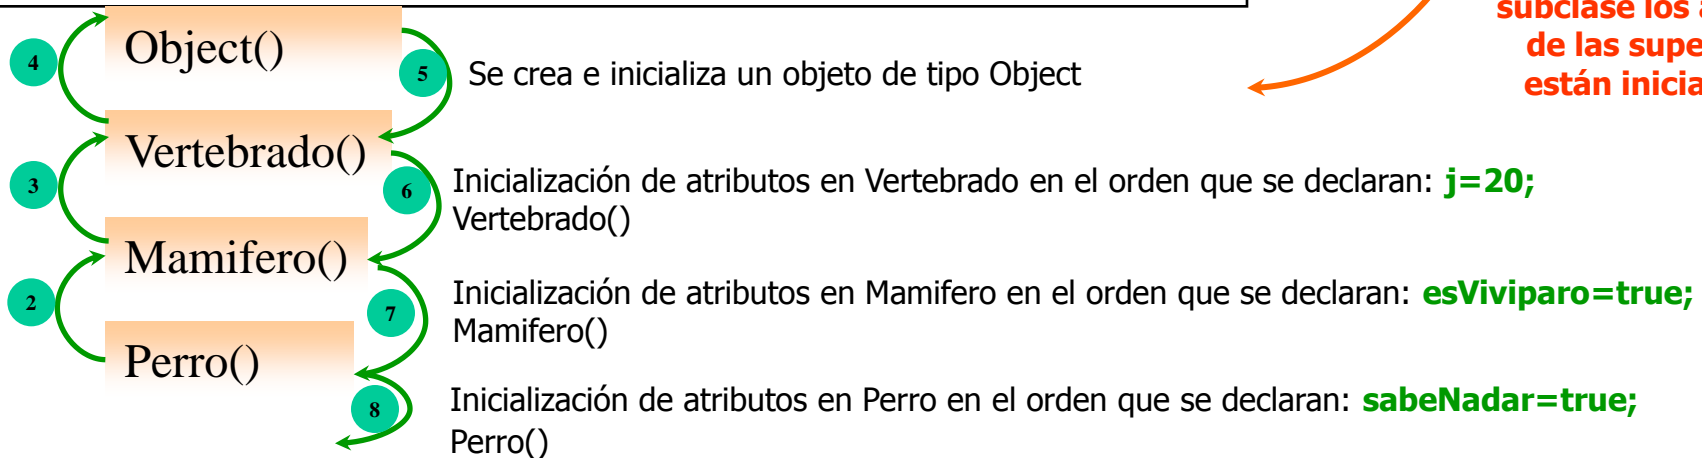 subclase los
de las
están
4
Object()
5
Se crea e inicializa un objeto de tipo Object
Vertebrado()
3
6
Inicialización de atributos en Vertebrado en el orden que se declaran: j=20;
Vertebrado()
Mamifero()
2
7
Inicialización de atributos en Mamifero en el orden que se declaran: esViviparo=true;
Mamifero()
Perro()
8
Inicialización de atributos en Perro en el orden que se declaran: sabeNadar=true;
Perro()